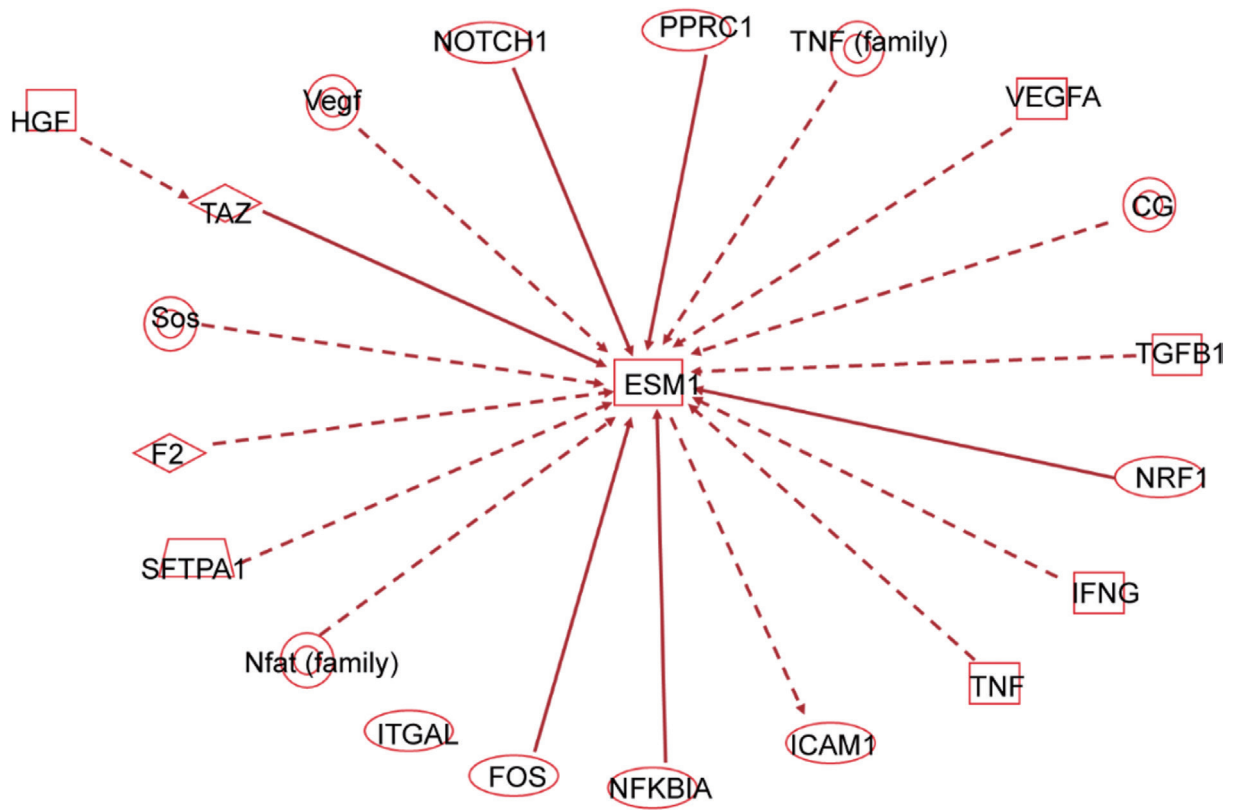 NOTCH1
PPRC1
TNF (family)
Vegf
VEGFA
HGF
TAZ
CG
Sos
TGFB1
ESM1
F2
NRF1
SFTPA1
IFNG
Nfat (family)
TNF
ITGAL
ICAM1
FOS
NFKBIA